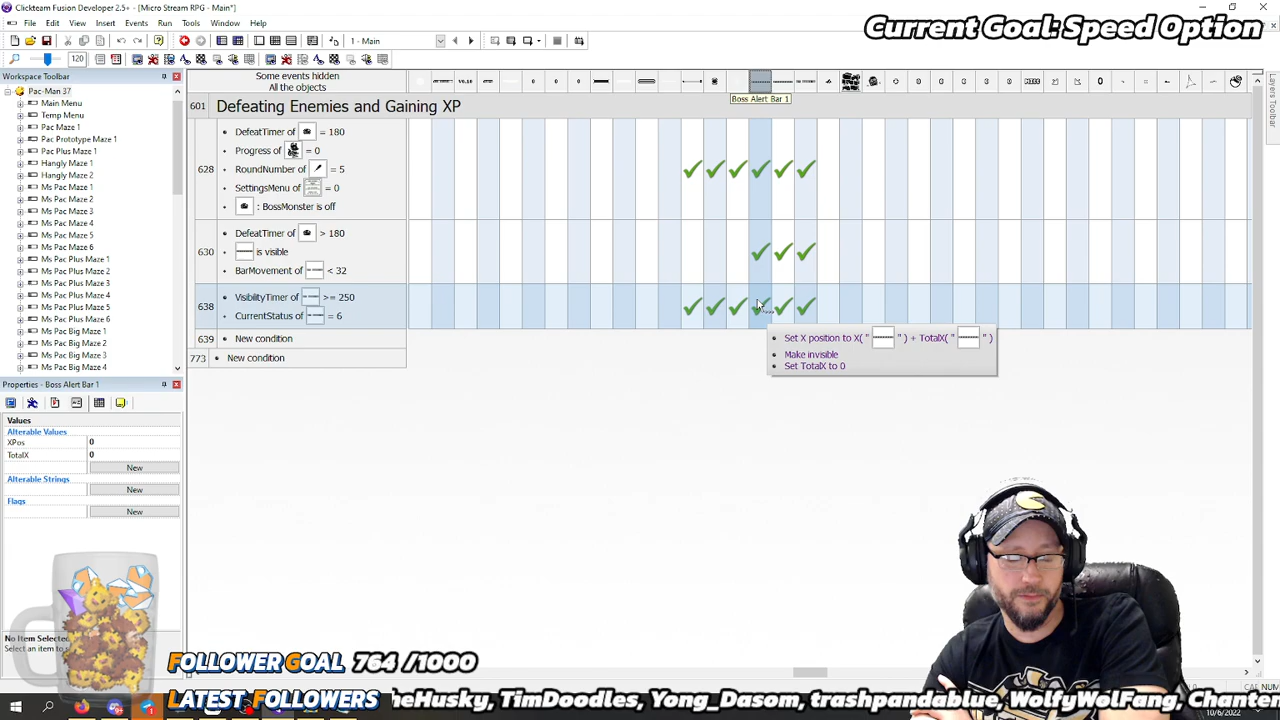 Clickteam Fusion Developer 2.5+ - [Micro Stream RPG - Main*]
File Edit View Insert Events Run Tools Window Help
120
1 - Main
Current Goal: Speed Option
Workspace Toolbar
Pac-Man 37
Main Menu
Temp Menu
Pac Maze 1
Pac Prototype Maze 1
Pac Plus Maze 1
Hangly Maze 1
Hangly Maze 2
Ms Pac Maze 1
Ms Pac Maze 2
Ms Pac Maze 3
Ms Pac Maze 4
Ms Pac Maze 5
Ms Pac Maze 6
Ms Pac Plus Maze 1
Ms Pac Plus Maze 2
Ms Pac Plus Maze 3
Ms Pac Plus Maze 4
Ms Pac Plus Maze 5
Ms Pac Plus Maze 6
Ms Pac Big Maze 1
Ms Pac Big Maze 2
Ms Pac Big Maze 3
Ms Pac Big Maze 4
Properties - Boss Alert Bar 1
Values
Alterable Values
XPos 0
TotalX 0
New
Alterable Strings
New
Flags
New
No Item Selected
Some events hidden
All the objects
Boss Alert Bar 1
Layers Toolbar
601 Defeating Enemies and Gaining XP
628
DefeatTimer of = 180
Progress of = 0
RoundNumber of = 5
SettingsMenu of = 0
: BossMonster is off
630
DefeatTimer of > 180
is visible
BarMovement of < 32
638
VisibilityTimer of >= 250
CurrentStatus of = 6
639 New condition
773 New condition
Set X position to X( " " ) + TotalX( " " )
Make invisible
Set TotalX to 0
Follower Goal 764 /1000
Latest Followers heHusky, TimDoodles, Yong_Dasom, trashpandablue, WolfyWolFang, Chanter
NUM
10/6/2022